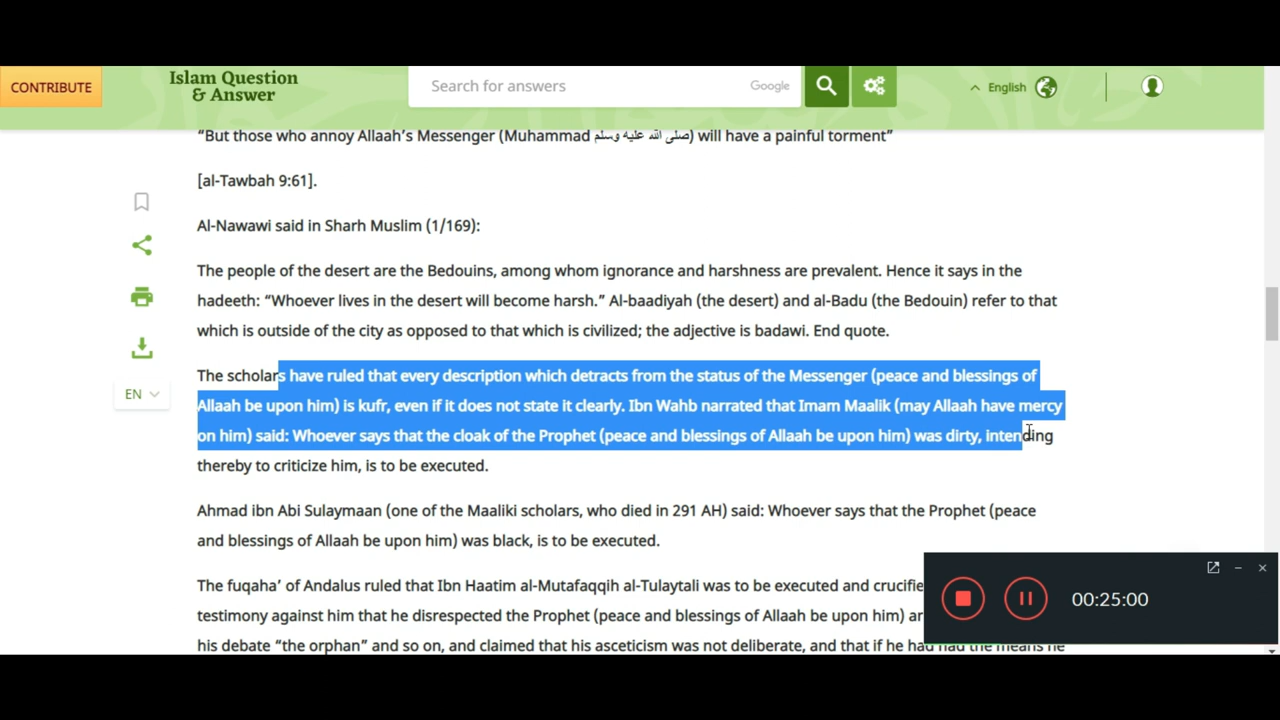 CONTRIBUTE
Islam Question
& Answer
Search for answers
Google
English
“But those who annoy Allaah’s Messenger (Muhammad صلى الله عليه وسلم) will have a painful torment”
[al-Tawbah 9:61].
Al-Nawawi said in Sharh Muslim (1/169):
The people of the desert are the Bedouins, among whom ignorance and harshness are prevalent. Hence it says in the
hadeeth: “Whoever lives in the desert will become harsh.” Al-baadiyah (the desert) and al-Badu (the Bedouin) refer to that
which is outside of the city as opposed to that which is civilized; the adjective is badawi. End quote.
EN
The scholars have ruled that every description which detracts from the status of the Messenger (peace and blessings of
Allaah be upon him) is kufr, even if it does not state it clearly. Ibn Wahb narrated that Imam Maalik (may Allaah have mercy
on him) said: Whoever says that the cloak of the Prophet (peace and blessings of Allaah be upon him) was dirty, intending
thereby to criticize him, is to be executed.
Ahmad ibn Abi Sulaymaan (one of the Maaliki scholars, who died in 291 AH) said: Whoever says that the Prophet (peace
and blessings of Allaah be upon him) was black, is to be executed.
The fuqaha’ of Andalus ruled that Ibn Haatim al-Mutafaqqih al-Tulaytali was to be executed and
testimony against him that he disrespected the Prophet (peace and blessings of Allaah be upon him)
his debate “the orphan” and so on, and claimed that his asceticism was not deliberate, and that if he had had the means he
00:25:00